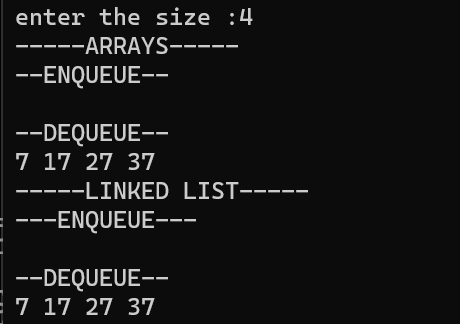 enter the size :4
-----ARRAYS-----
--ENQUEUE--
--DEQUEUE--
7 17 27 37
-----LINKED LIST-----
---ENQUEUE---
--DEQUEUE--
7 17 27 37